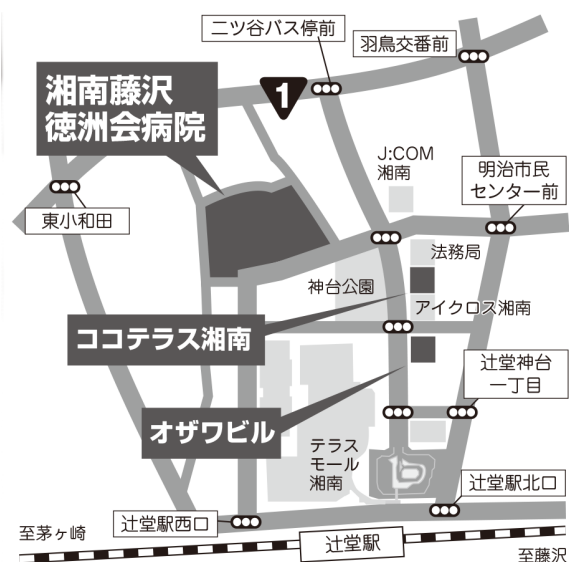 二ツ谷バス停前
羽鳥交番前
湘南藤沢
徳洲会病院
1
J:COM
湘南
明治市民
センター前
東小和田
法務局
神台公園
アイクロス湘南
ココテラス湘南
辻堂神台
一丁目
オザワビル
テラス
モール
湘南
辻堂駅北口
辻堂駅西口
至茅ヶ崎
辻堂駅
至藤沢